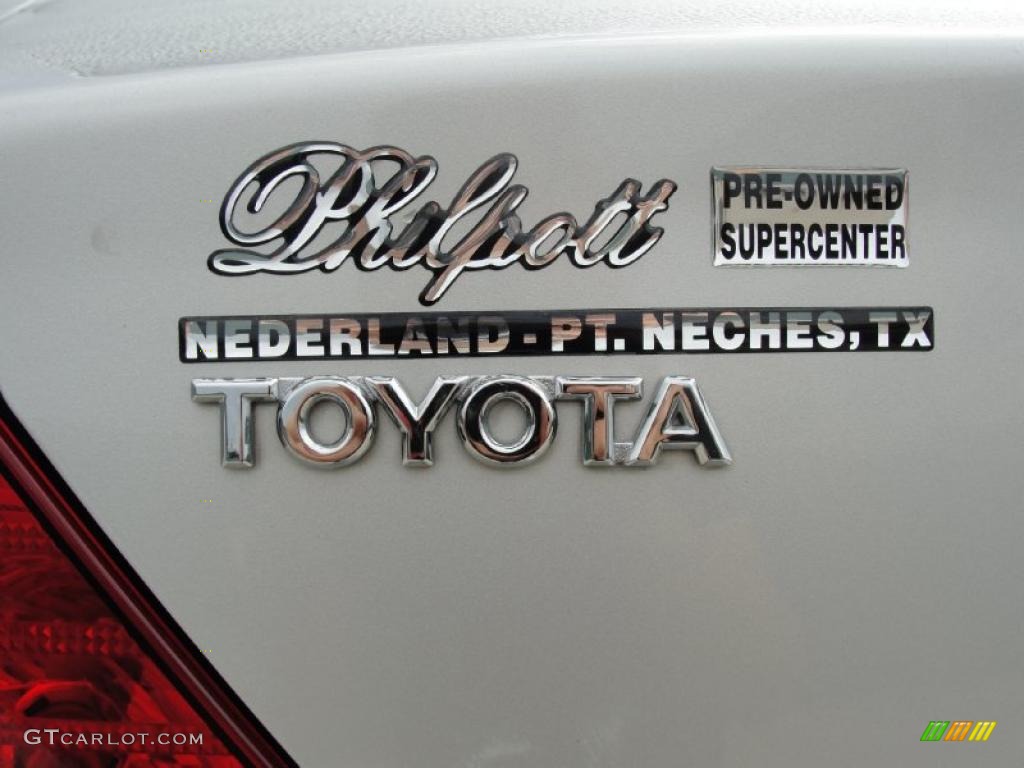 Philpott
PRE-OWNED
SUPERCENTER
NEDERLAND - PT. NECHES, TX
TOYOTA
GTCARLOT.COM